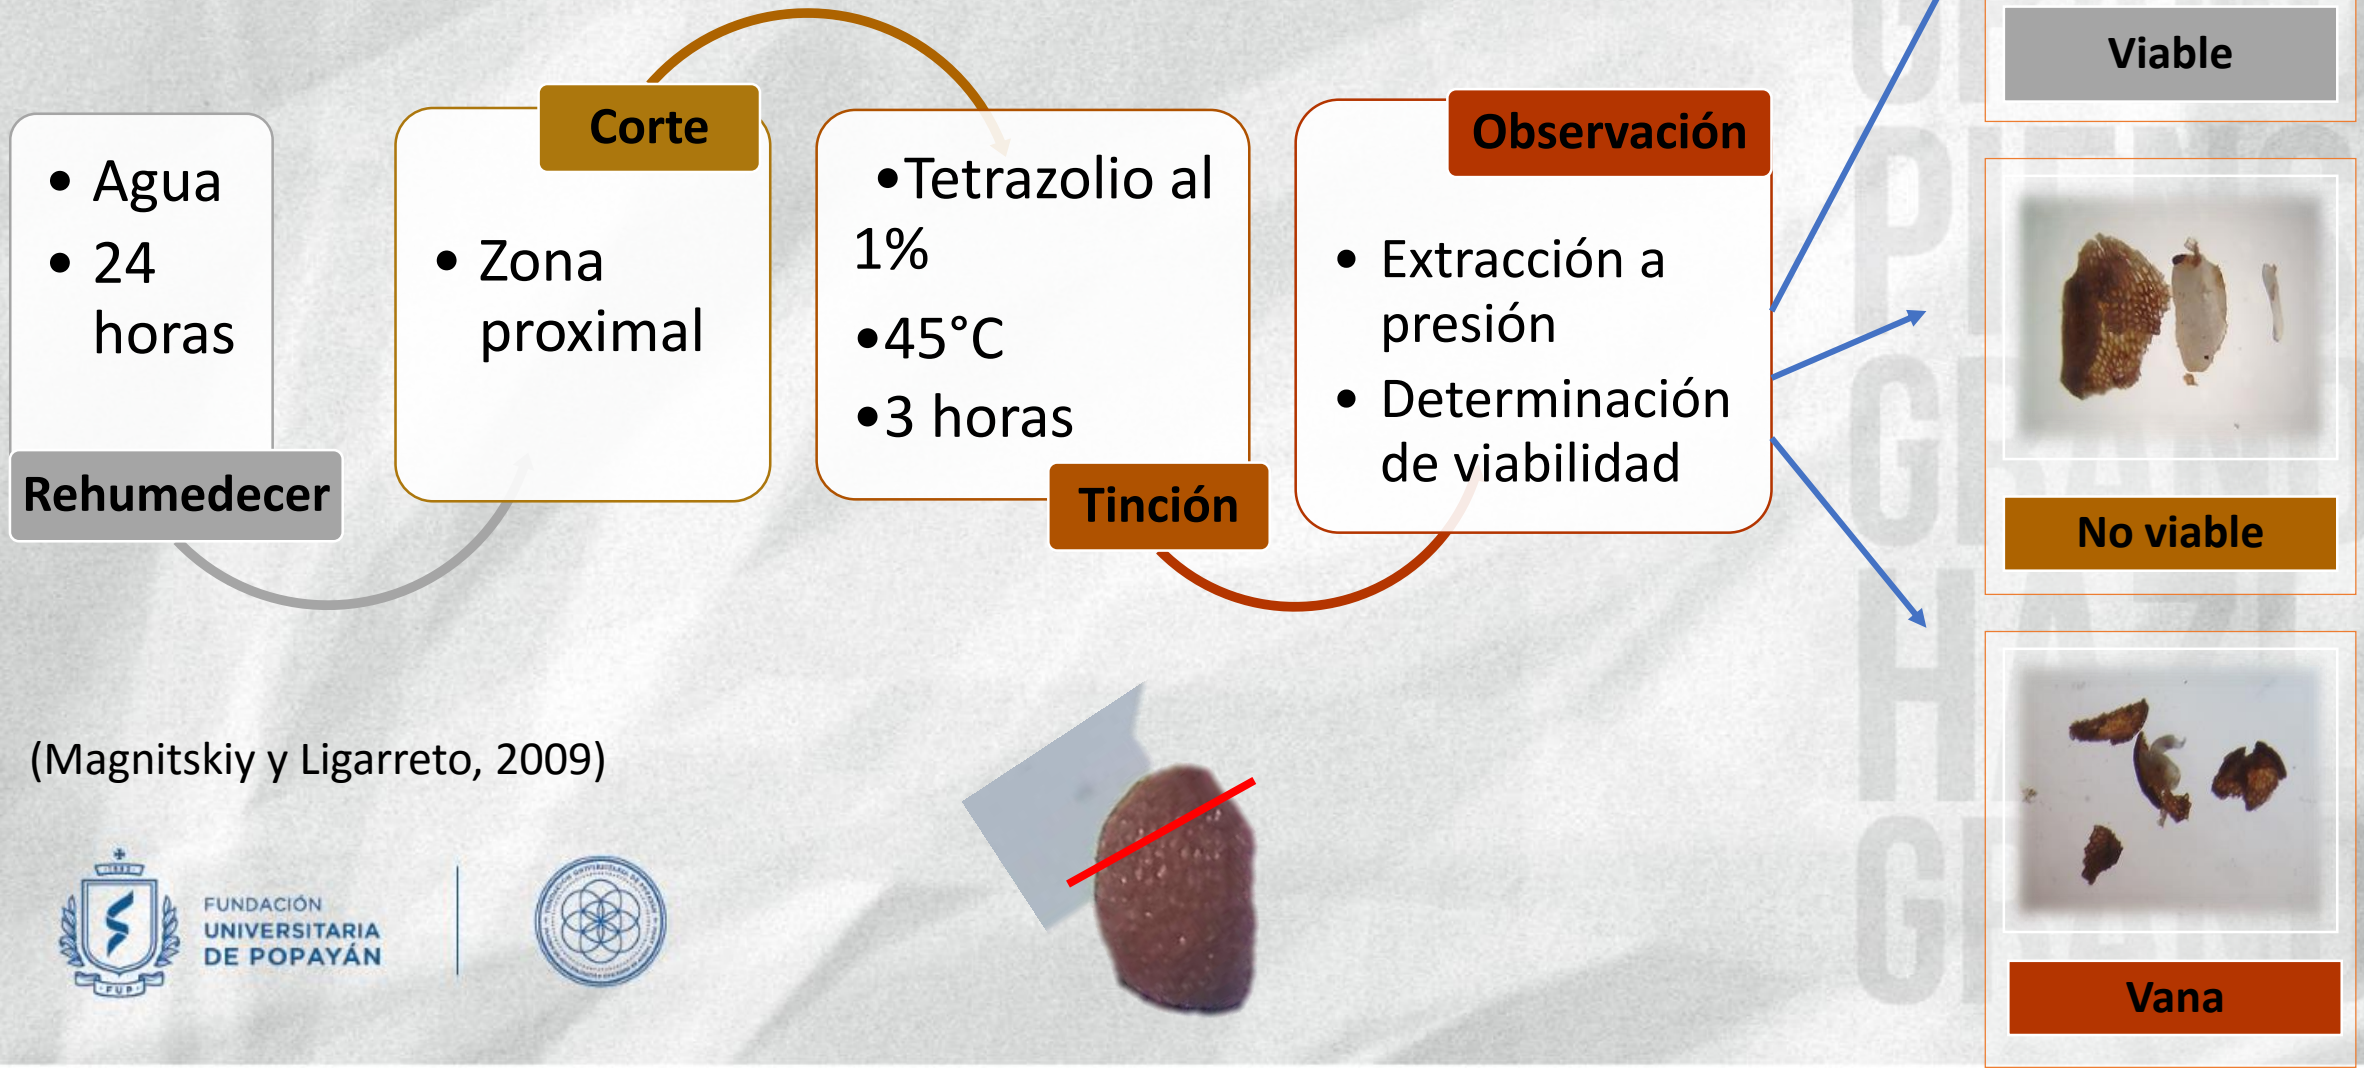 • Agua
• 24
horas
Rehumedecer
Corte
• Zona
proximal
•Tetrazolio al
1%
•45°C
•3 horas
Tinción
Observación
• Extracción a
presión
• Determinación
de viabilidad
Viable
No viable
Vana
(Magnitskiy y Ligarreto, 2009)
FUNDACIÓN
UNIVERSITARIA
DE POPAYÁN
FUP